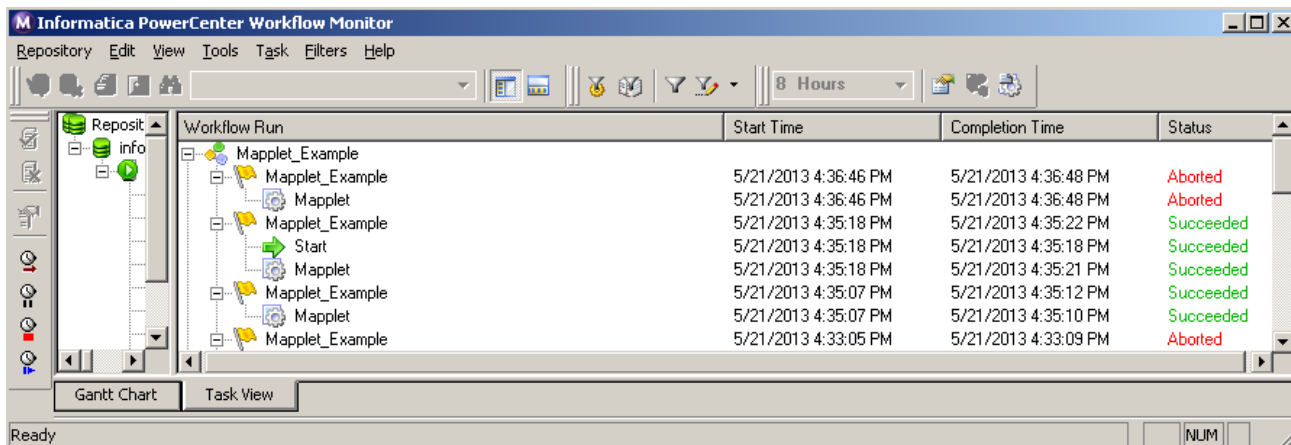 Informatica PowerCenter Workflow Monitor
Repository Edit View Tools Task Filters Help
8 Hours
Reposit
info
Workflow Run Start Time Completion Time Status
Mapplet_Example
Mapplet_Example 5/21/2013 4:36:46 PM 5/21/2013 4:36:48 PM Aborted
Mapplet 5/21/2013 4:36:46 PM 5/21/2013 4:36:48 PM Aborted
Mapplet_Example 5/21/2013 4:35:18 PM 5/21/2013 4:35:22 PM Succeeded
Start 5/21/2013 4:35:18 PM 5/21/2013 4:35:18 PM Succeeded
Mapplet 5/21/2013 4:35:18 PM 5/21/2013 4:35:21 PM Succeeded
Mapplet_Example 5/21/2013 4:35:07 PM 5/21/2013 4:35:12 PM Succeeded
Mapplet 5/21/2013 4:35:07 PM 5/21/2013 4:35:10 PM Succeeded
Mapplet_Example 5/21/2013 4:33:05 PM 5/21/2013 4:33:09 PM Aborted
Gantt Chart Task View
Ready NUM